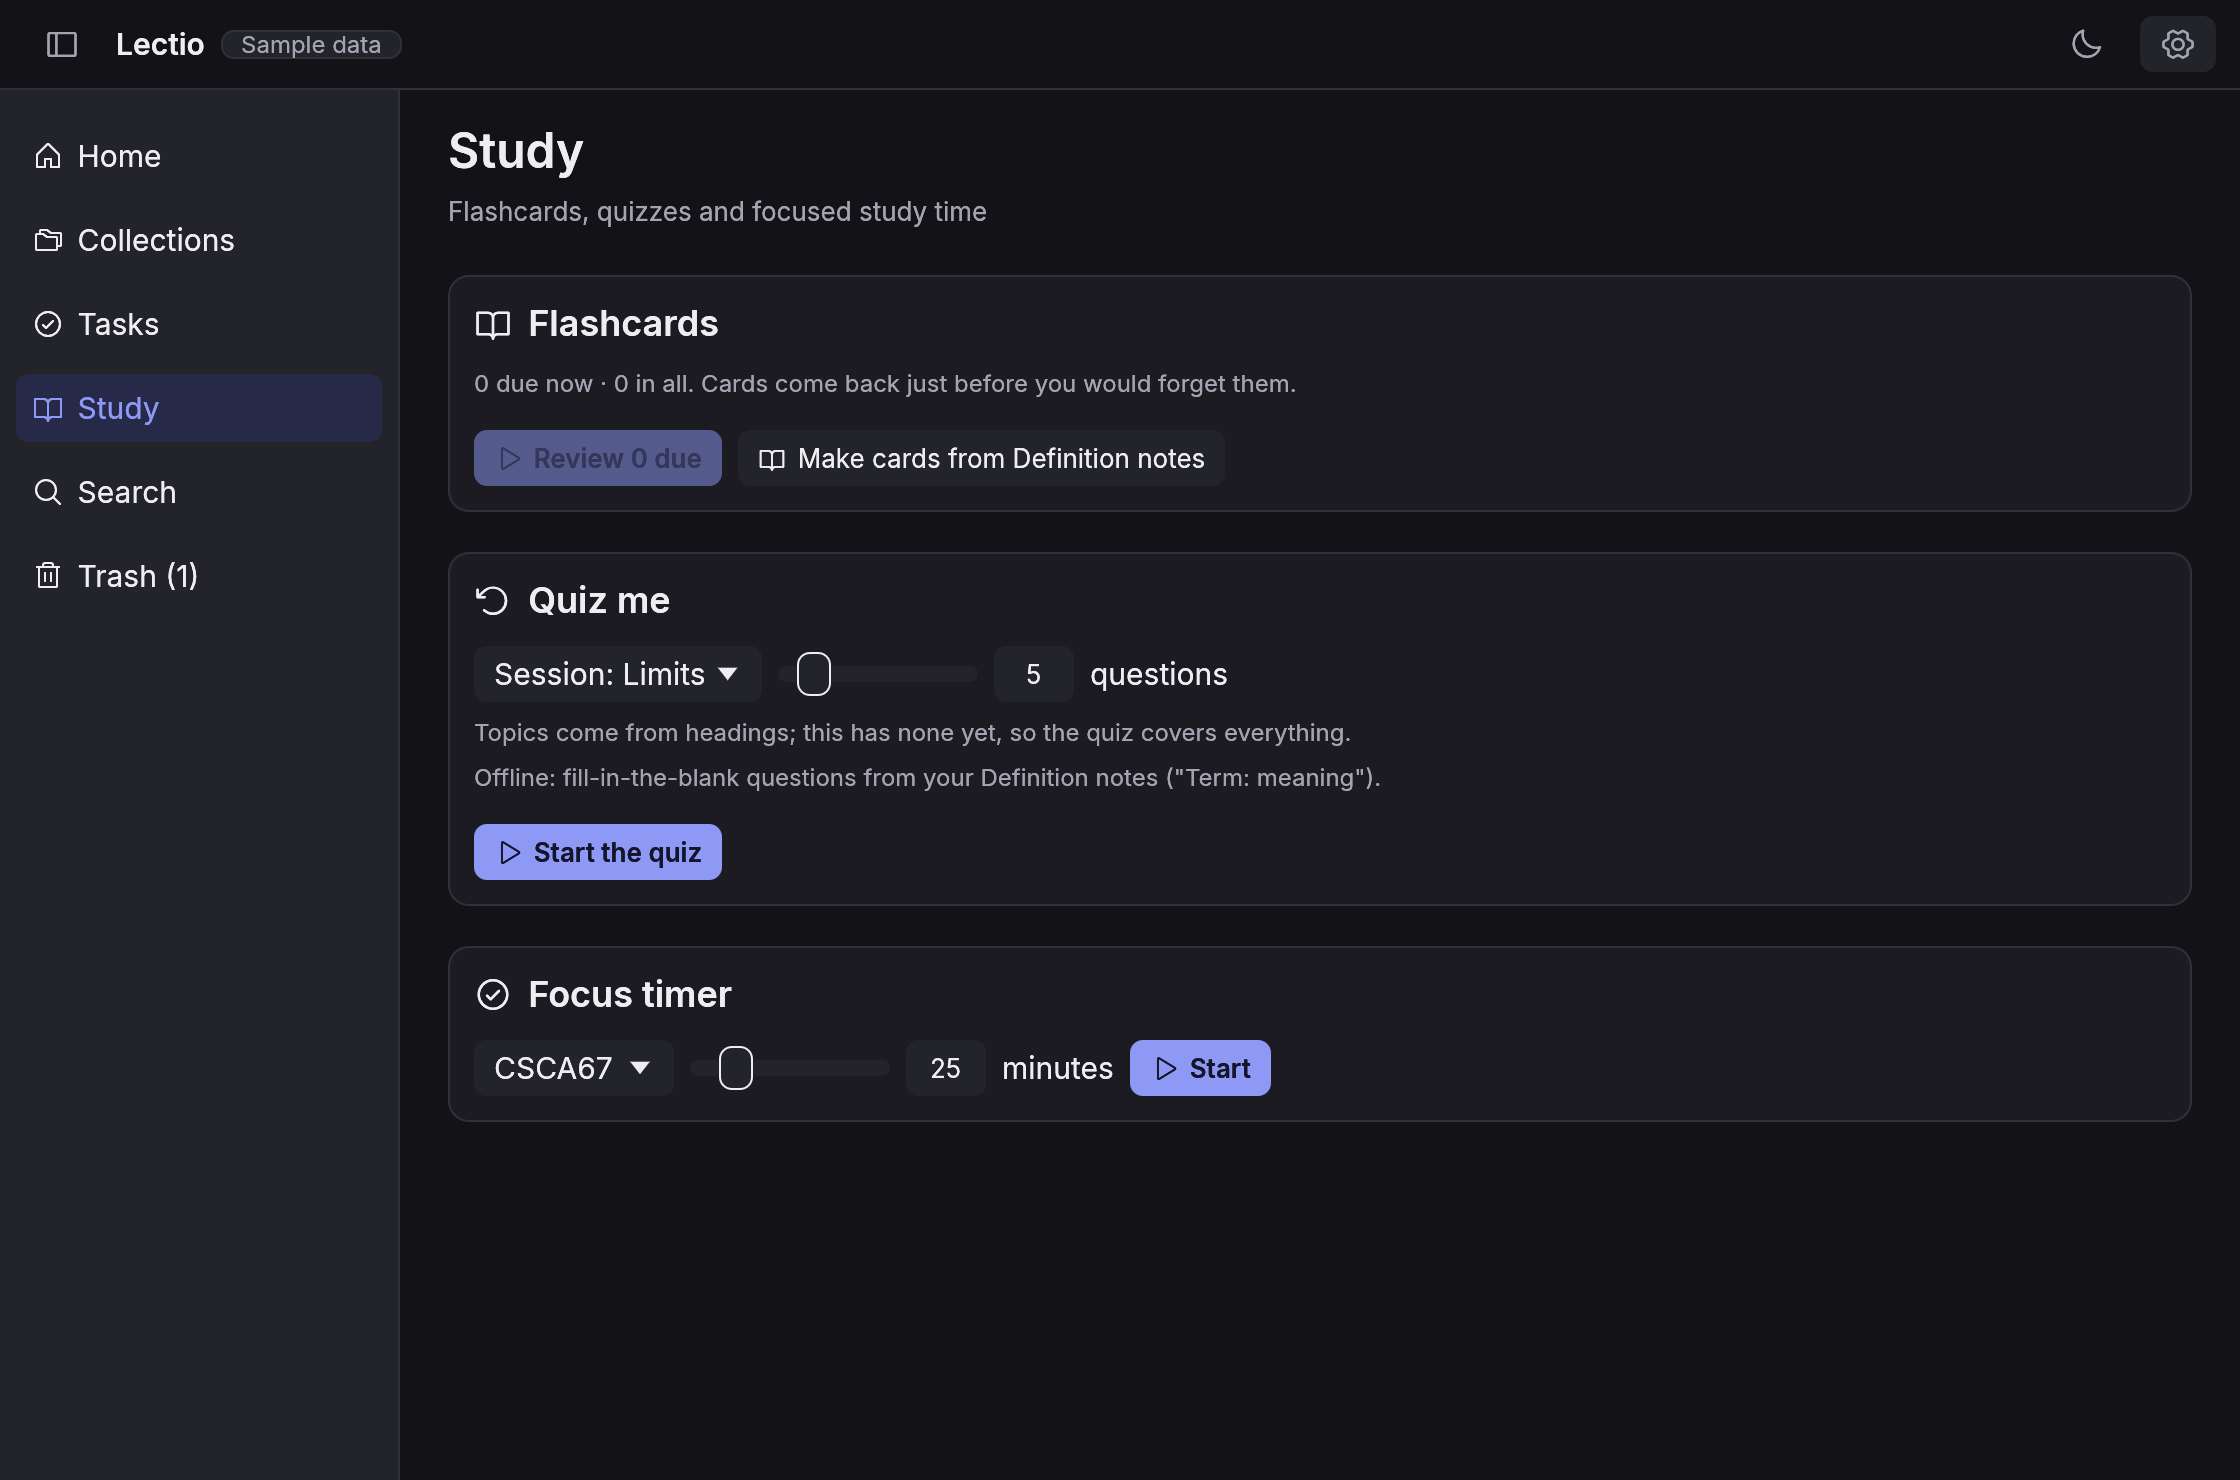 Lectio
Sample data
Home
Collections
Tasks
Study
Search
Trash (1)
Study
Flashcards, quizzes and focused study time
Flashcards
0 due now · 0 in all. Cards come back just before you would forget them.
Review 0 due
Make cards from Definition notes
Quiz me
Session: Limits
5
questions
Topics come from headings; this has none yet, so the quiz covers everything.
Offline: fill-in-the-blank questions from your Definition notes ("Term: meaning").
Start the quiz
Focus timer
CSCA67
25
minutes
Start